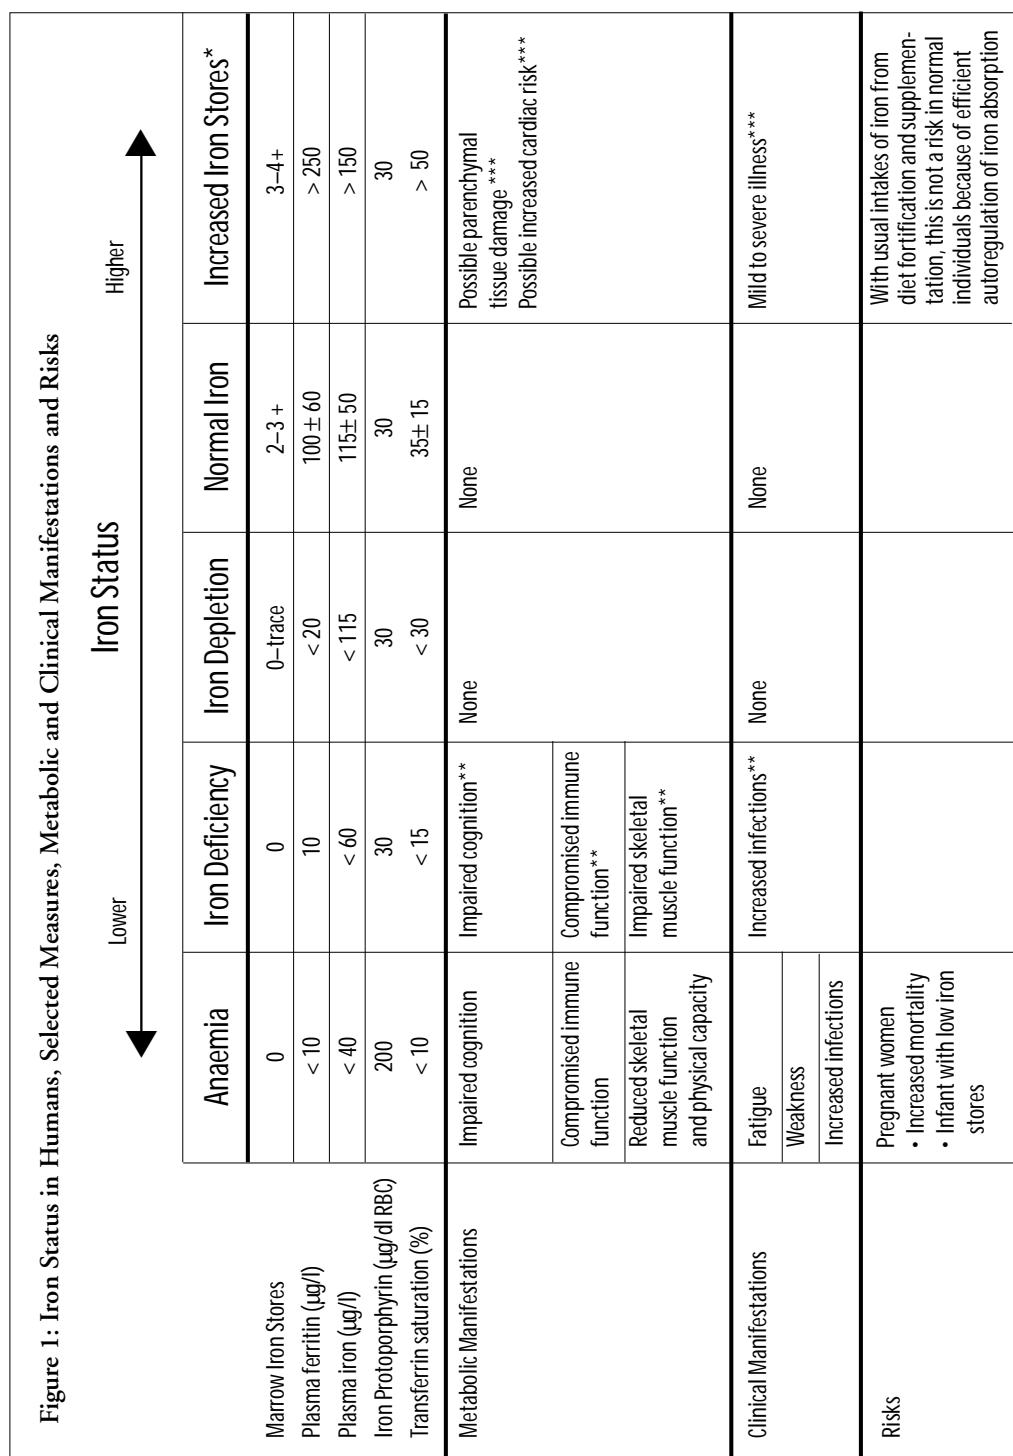 Figure 1: Iron Status in Humans, Selected Measures, Metabolic and Clinical Manifestations and Risks
Iron Status
Lower Higher
Anaemia Iron Deficiency Iron Depletion Normal Iron Increased Iron Stores*
Marrow Iron Stores 0 0 0–trace 2–3 + 3–4+
Plasma ferritin (µg/l) < 10 10 < 20 100 ± 60 > 250
Plasma iron (µg/l) < 40 < 60 < 115 115± 50 > 150
Iron Protoporphyrin (µg/dl RBC) 200 30 30 30 30
Transferrin saturation (%) < 10 < 15 < 30 35± 15 > 50
Metabolic Manifestations
Impaired cognition
Compromised immune
function
Reduced skeletal
muscle function
and physical capacity
Impaired cognition**
Compromised immune
function**
Impaired skeletal
muscle function**
None
None
Possible parenchymal
tissue damage ***
Possible increased cardiac risk***
Clinical Manifestations
Fatigue
Weakness
Increased infections
Increased infections**
None
None
Mild to severe illness***
Risks
Pregnant women
• Increased mortality
• Infant with low iron
stores
With usual intakes of iron from
diet fortification and supplemen-
tation, this is not a risk in normal
individuals because of efficient
autoregulation of iron absorption